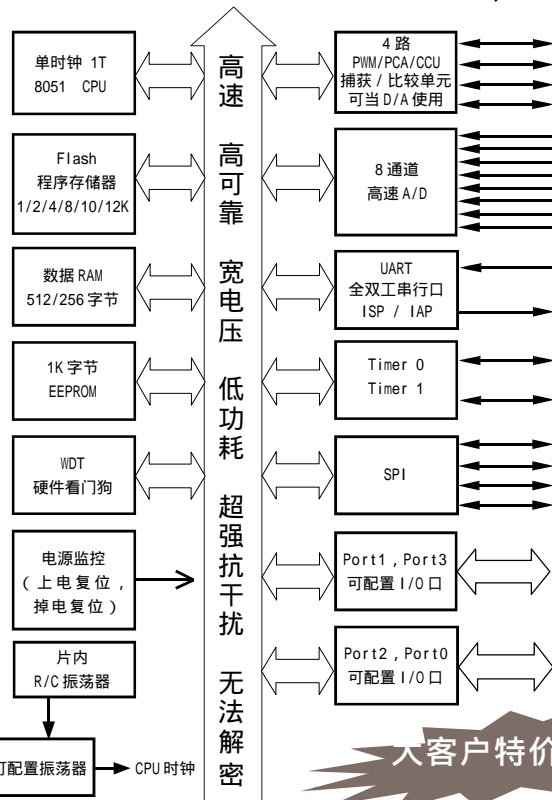 单时钟 1T
8051 CPU
Flash
程序存储器
1/2/4/8/10/12K
数据 RAM
512/256 字节
1K 字节
EEPROM
WDT
硬件看门狗
电源监控
(上电复位,
掉电复位)
片内
R/C 振荡器
可配置振荡器
CPU 时钟
高速 高可靠 宽电压 低功耗 超强抗干扰 无法解密
4 路
PWM/PCA/CCU
捕获 / 比较单元
可当 D/A 使用
8 通道
高速 A/D
UART
全双工串行口
ISP / IAP
Timer 0
Timer 1
SPI
Port1, Port3
可配置 I/O 口
Port2, Port0
可配置 I/O 口
大客户特价